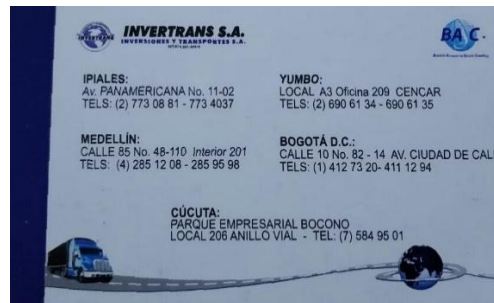 INVERTRANS S.A.
INVERSIONES Y TRANSPORTES S.A.
BASC
IPIALES:
Av. PANAMERICANA No. 11-02
TELS: (2) 773 08 81 - 773 4037
YUMBO:
LOCAL A3 Oficina 209 CENCAR
TELS: (2) 690 61 34 - 690 61 35
MEDELLÍN:
CALLE 85 No. 48-110 Interior 201
TELS: (4) 285 12 08 - 285 95 98
BOGOTÁ D.C.:
CALLE 10 No. 82 - 14 AV. CIUDAD DE CAL
TELS: (1) 412 73 20- 411 12 94
CÚCUTA:
PARQUE EMPRESARIAL BOCONO
LOCAL 206 ANILLO VIAL - TEL: (7) 584 95 01